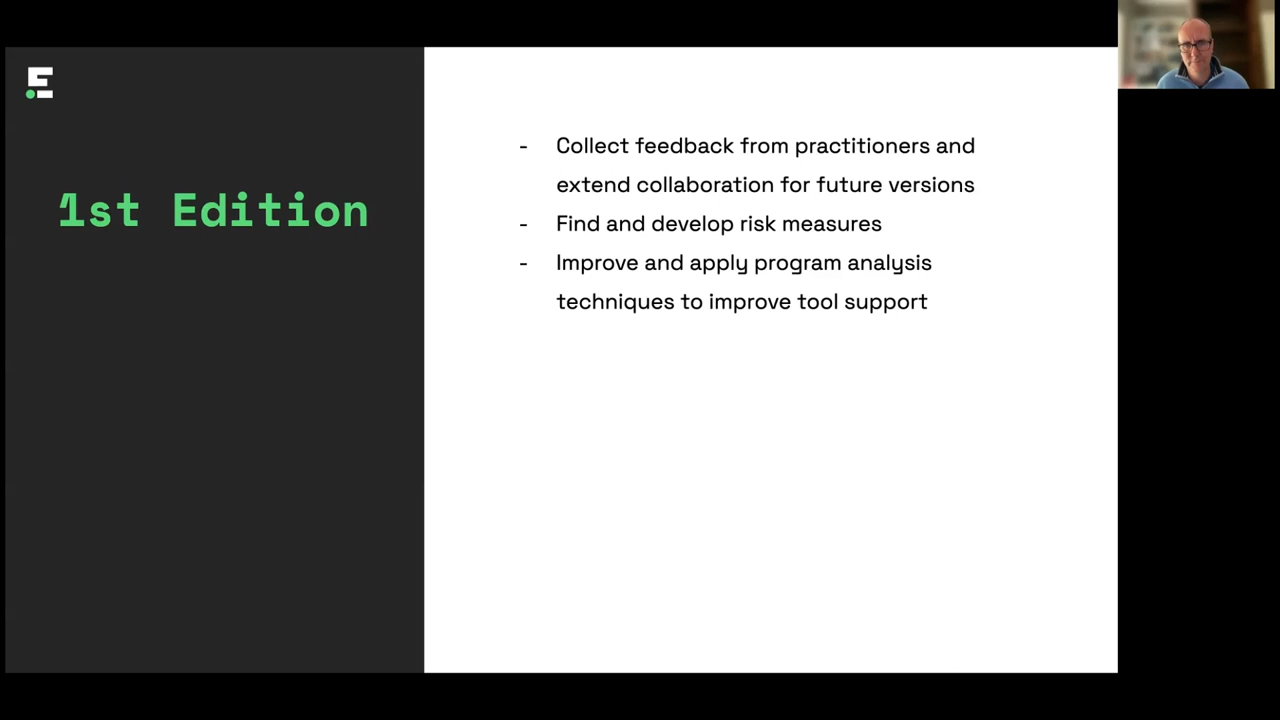 1st Edition
- Collect feedback from practitioners and
extend collaboration for future versions
- Find and develop risk measures
- Improve and apply program analysis
techniques to improve tool support